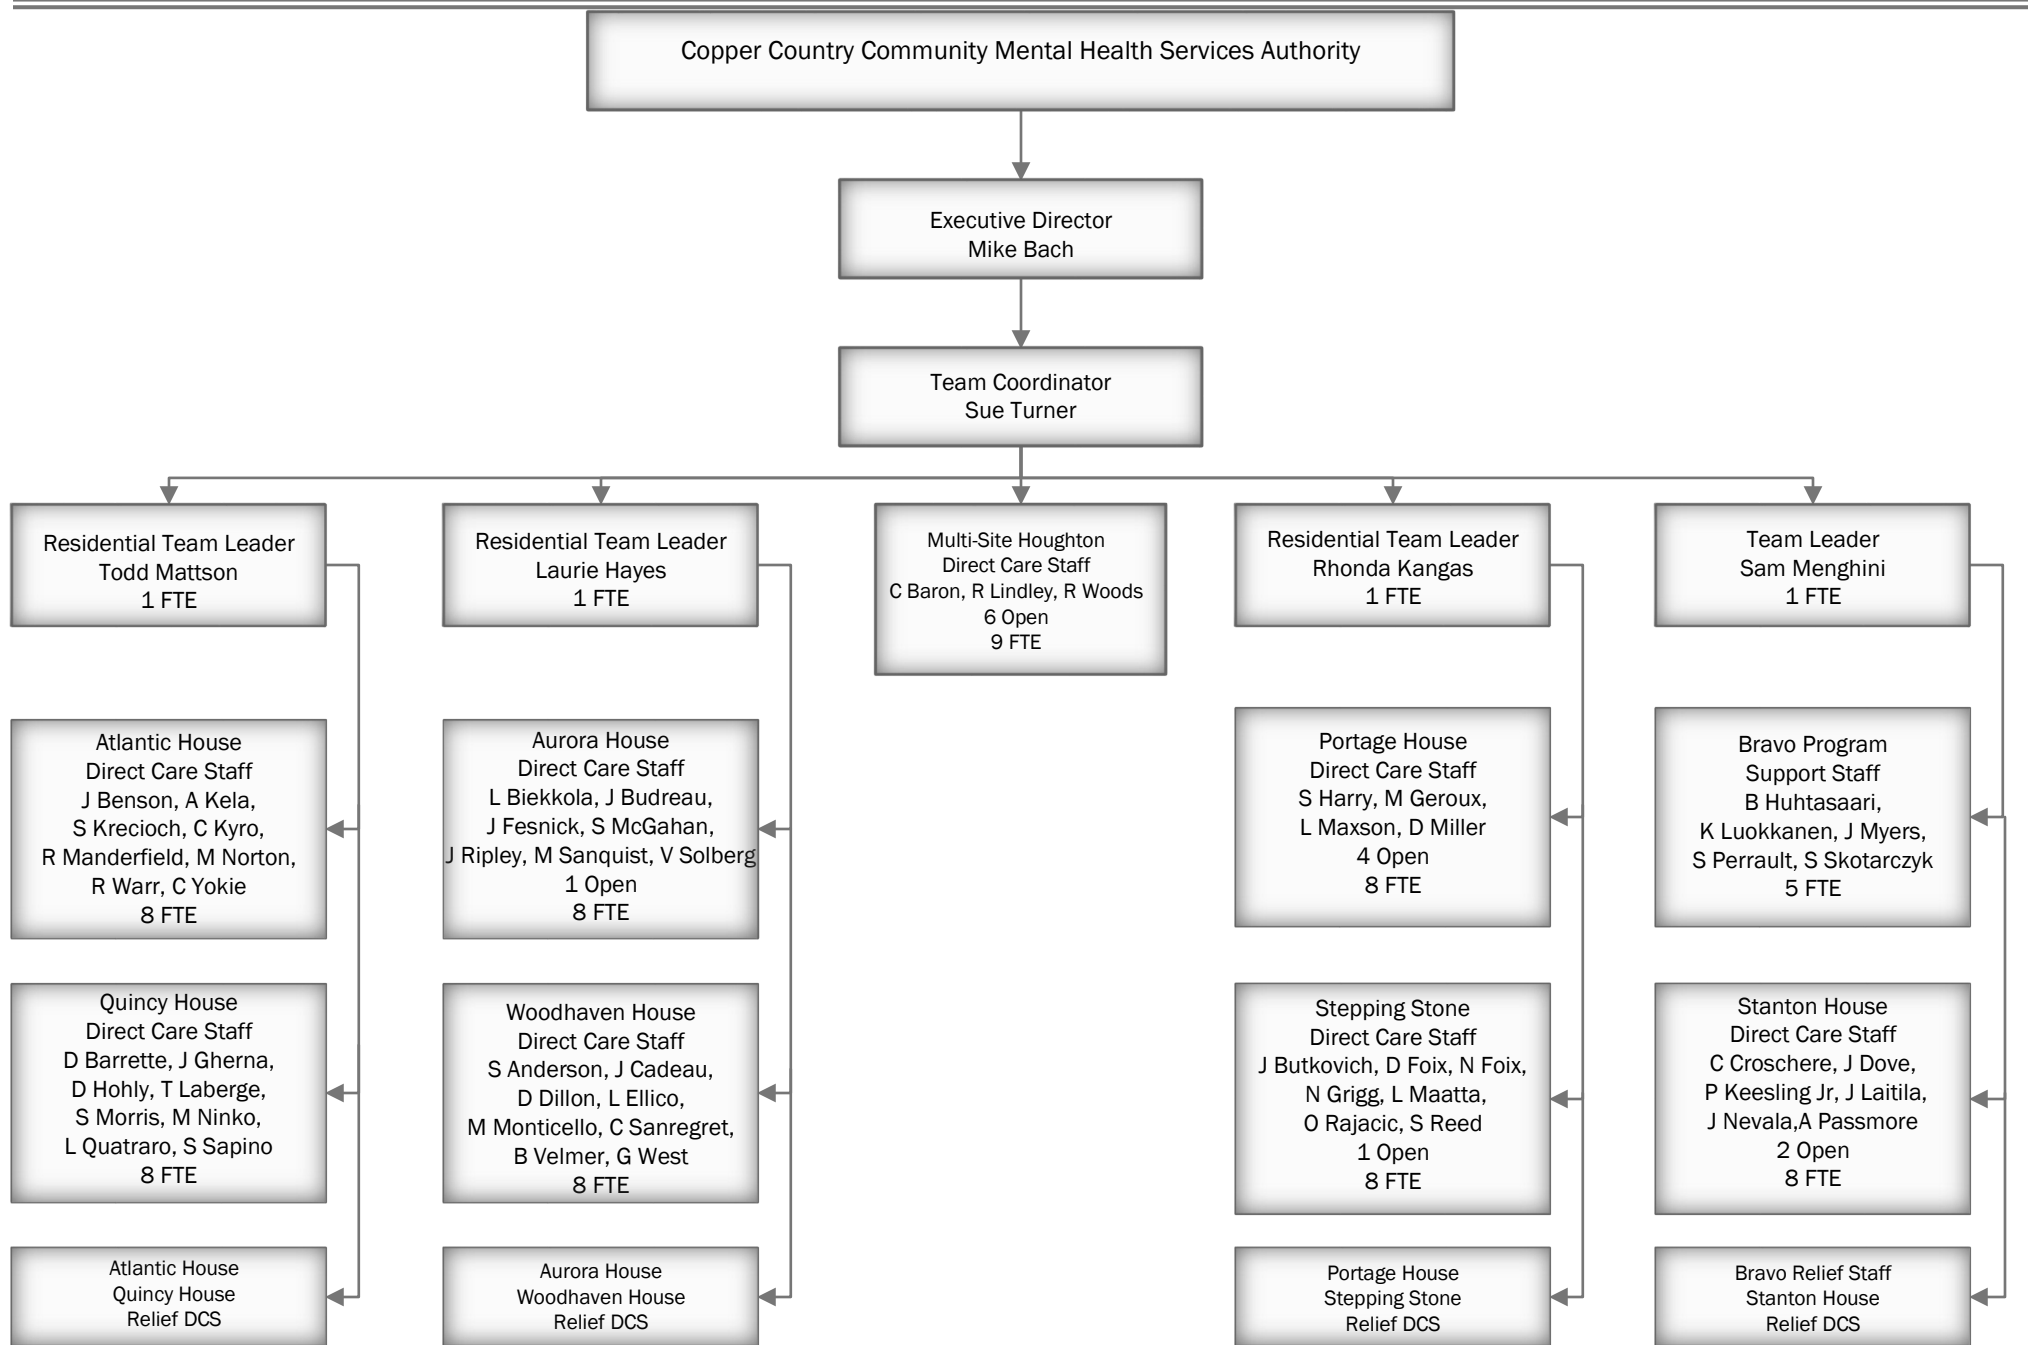 Copper Country Community Mental Health Services Authority
Executive Director
Mike Bach
Team Coordinator
Sue Turner
Residential Team Leader
Todd Mattson
1 FTE
Residential Team Leader
Laurie Hayes
1 FTE
Multi-Site Houghton
Direct Care Staff
C Baron, R Lindley, R Woods
6 Open
9 FTE
Residential Team Leader
Rhonda Kangas
1 FTE
Team Leader
Sam Menghini
1 FTE
Atlantic House
Direct Care Staff
J Benson, A Kela,
S Krecioch, C Kyro,
R Manderfield, M Norton,
R Warr, C Yokie
8 FTE
Aurora House
Direct Care Staff
L Biekkola, J Budreau,
J Fesnick, S McGahan,
J Ripley, M Sanquist, V Solberg
1 Open
8 FTE
Portage House
Direct Care Staff
S Harry, M Geroux,
L Maxson, D Miller
4 Open
8 FTE
Bravo Program
Support Staff
B Huhtasaari,
K Luokkanen, J Myers,
S Perrault, S Skotarczyk
5 FTE
Quincy House
Direct Care Staff
D Barrette, J Gherna,
D Hohly, T Laberge,
S Morris, M Ninko,
L Quatraro, S Sapino
8 FTE
Woodhaven House
Direct Care Staff
S Anderson, J Cadeau,
D Dillon, L Ellico,
M Monticello, C Sanregret,
B Velmer, G West
8 FTE
Stepping Stone
Direct Care Staff
J Butkovich, D Foix, N Foix,
N Grigg, L Maatta,
O Rajacic, S Reed
1 Open
8 FTE
Stanton House
Direct Care Staff
C Croschere, J Dove,
P Keesling Jr, J Laitila,
J Nevala,A Passmore
2 Open
8 FTE
Atlantic House
Quincy House
Relief DCS
Aurora House
Woodhaven House
Relief DCS
Portage House
Stepping Stone
Relief DCS
Bravo Relief Staff
Stanton House
Relief DCS